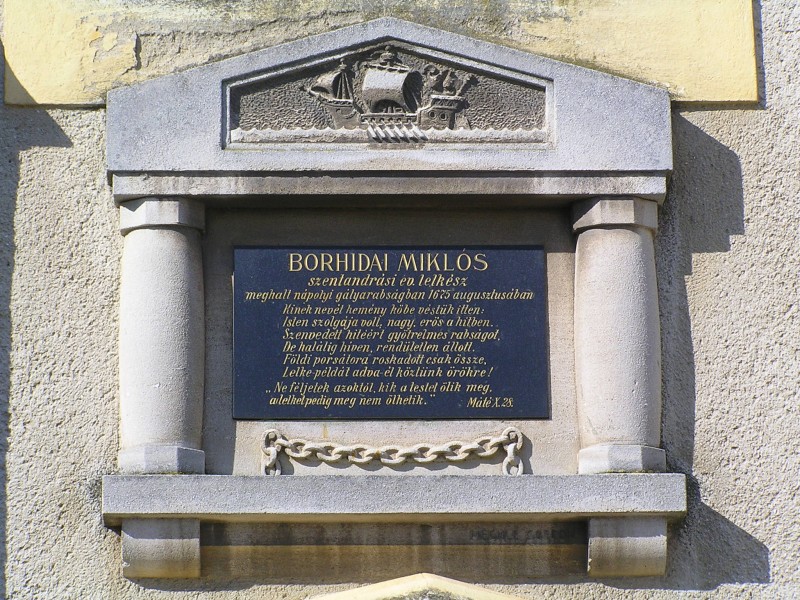 BORHIDAI MIKLÓS
szentandrási ev. lelkész
meghalt nápolyi gályarabságban 1675 augusztusában
Kinek nevét kemény kőbe véstük itten:
Isten szolgája volt, nagy, erős a hitben.
Szenvedett hitéért gyötrelmes rabságot,
De halálig híven, rendületlen állott.
Földi porsátora roskadott csak össze,
Lelke-példát adva-él köztünk örökre!
„Ne féljetek azoktól, kik a testet ölik meg,
a lelket pedig meg nem ölhetik."
Máté X. 28.